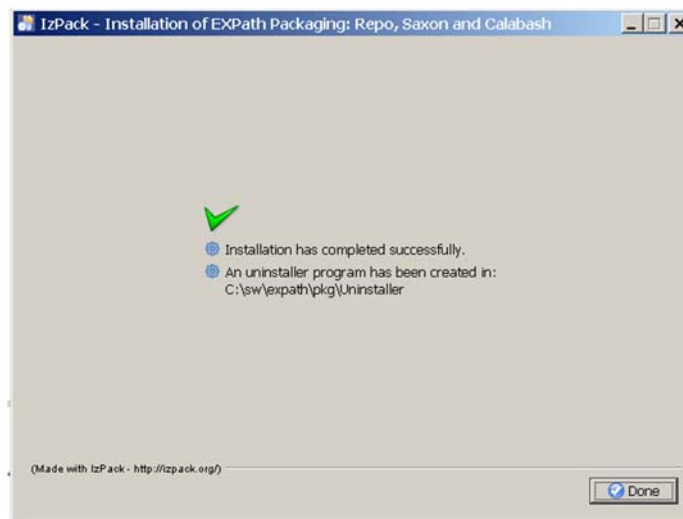 IzPack - Installation of EXPath Packaging: Repo, Saxon and Calabash
Installation has completed successfully.
An uninstaller program has been created in:
C:\sw\expath\pkg\Uninstaller
(Made with IzPack - http://izpack.org/)
Done